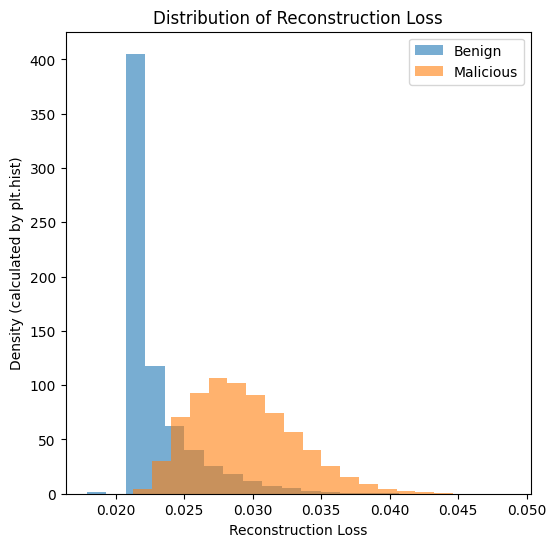 Distribution of Reconstruction Loss
Benign
Malicious
Density (calculated by plt.hist)
400
350
300
250
200
150
100
50
0
0.020 0.025 0.030 0.035 0.040 0.045 0.050
Reconstruction Loss